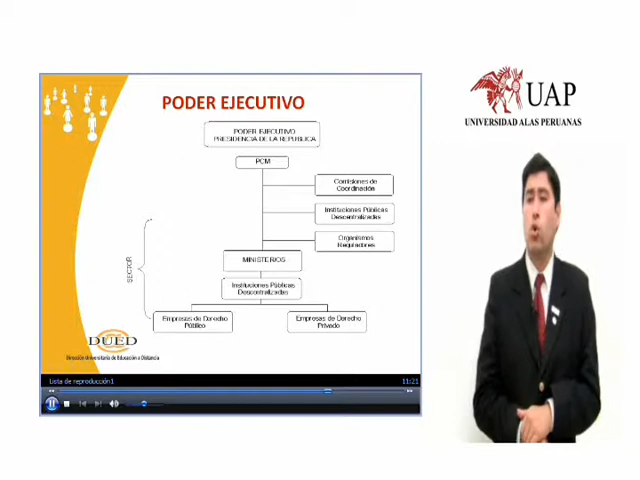 PODER EJECUTIVO
PODER EJECUTIVO
PRESIDENCIA DE LA REPUBLICA
PCM
Comisiones de
Coordinación
Instituciones Públicas
Descentralizadas
Organismos
Reguladores
SECTOR
MINISTERIOS
Instituciones Públicas
Descentralizadas
Empresas de Derecho
Público
Empresas de Derecho
Privado
DUED
Dirección Universitaria de Educación a Distancia
Lista de reproducción1
11:21
UAP
UNIVERSIDAD ALAS PERUANAS